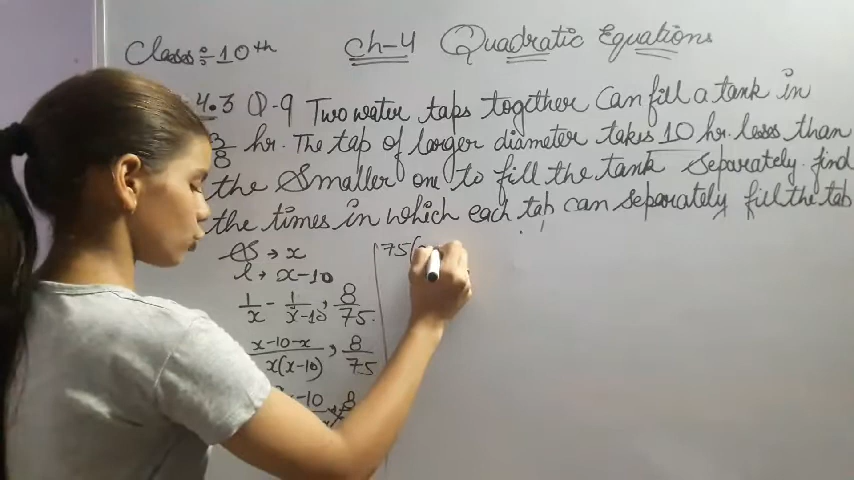 Class:-10th Ch-4 Quadratic Equations
4.3 Q-9 Two water taps together can fill a tank in
3/8 hr. The tap of larger diameter takes 10 hr. less than
the smaller one to fill the tank separately. find
the times in which each tab can separately fill the tab
S → x
l → x-10
1/x - 1/x-10, 8/75
x-10-x/x(x-10), 8/75
x-10 8
75(